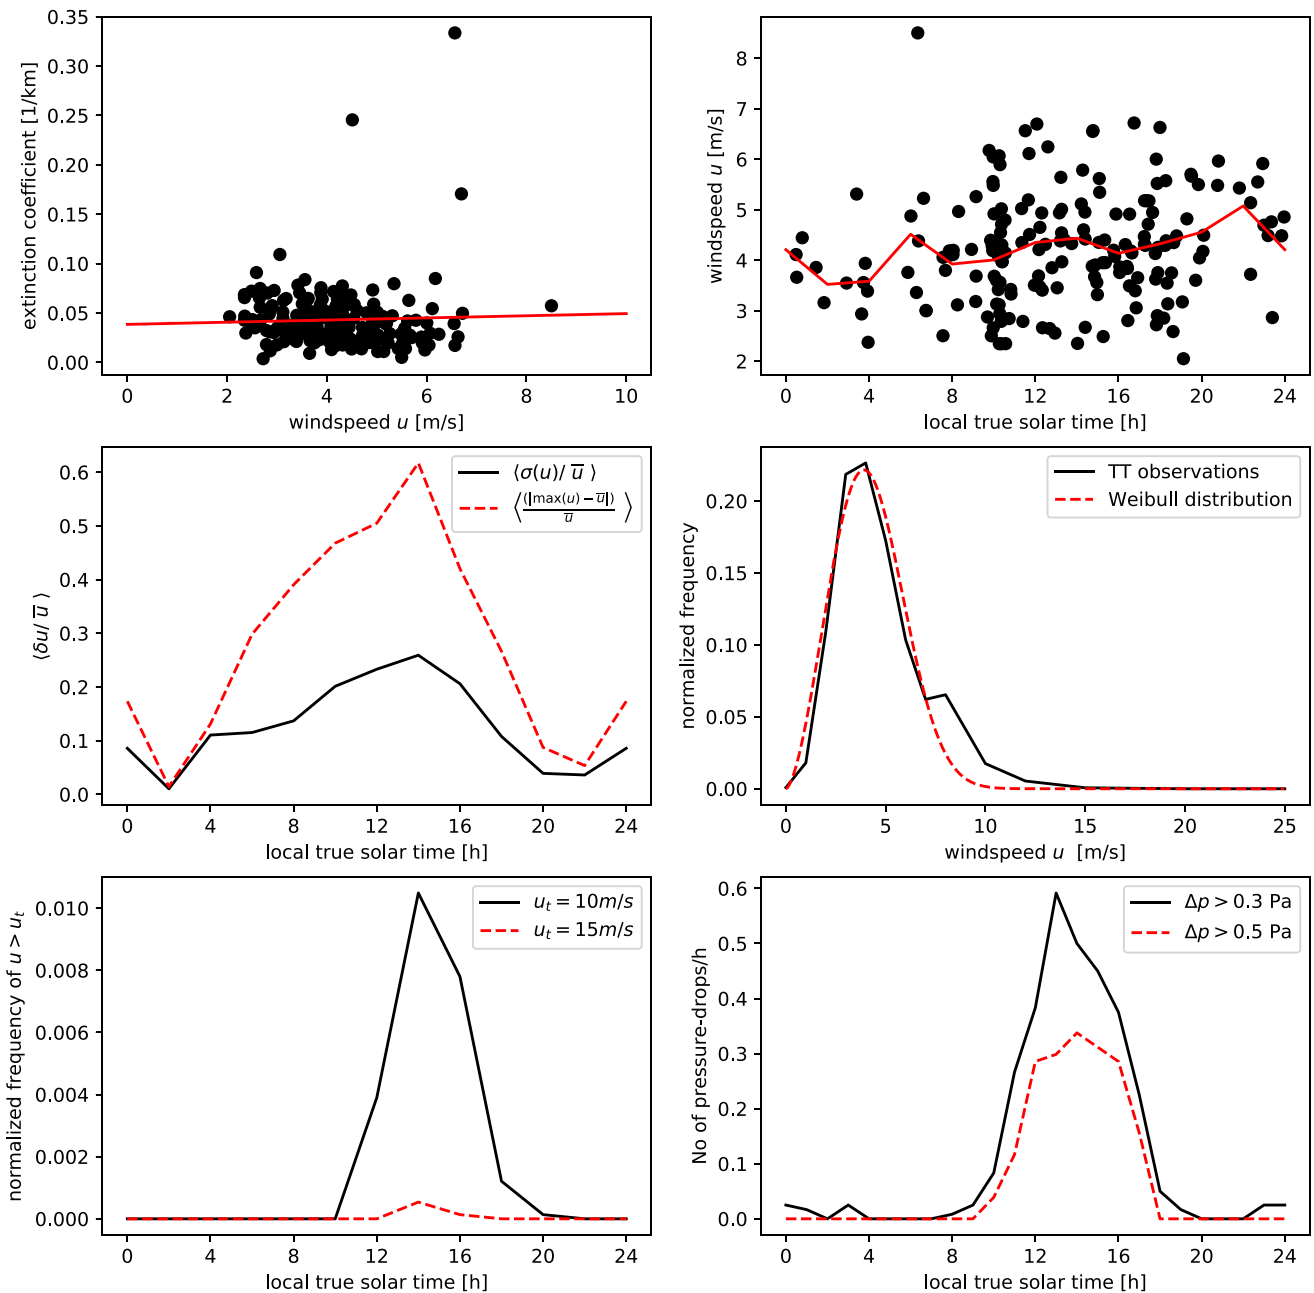 0.35
0.30
0.25
0.20
0.15
0.10
0.05
0.00
extinction coefficient [1/km]
0 2 4 6 8 10
windspeed u [m/s]
8
7
6
5
4
3
2
windspeed u [m/s]
0 4 8 12 16 20 24
local true solar time [h]
0.6
0.5
0.4
0.3
0.2
0.1
0.0
⟨δu/ u̅ ⟩
⟨σ(u)/ u̅ ⟩
⟨(|max(u) − u̅|)/u̅ ⟩
0 4 8 12 16 20 24
local true solar time [h]
0.20
0.15
0.10
0.05
0.00
normalized frequency
TT observations
Weibull distribution
0 5 10 15 20 25
windspeed u [m/s]
0.010
0.008
0.006
0.004
0.002
0.000
normalized frequency of u > uₜ
uₜ = 10m/s
uₜ = 15m/s
0 4 8 12 16 20 24
local true solar time [h]
0.6
0.5
0.4
0.3
0.2
0.1
0.0
No of pressure-drops/h
Δp > 0.3 Pa
Δp > 0.5 Pa
0 4 8 12 16 20 24
local true solar time [h]